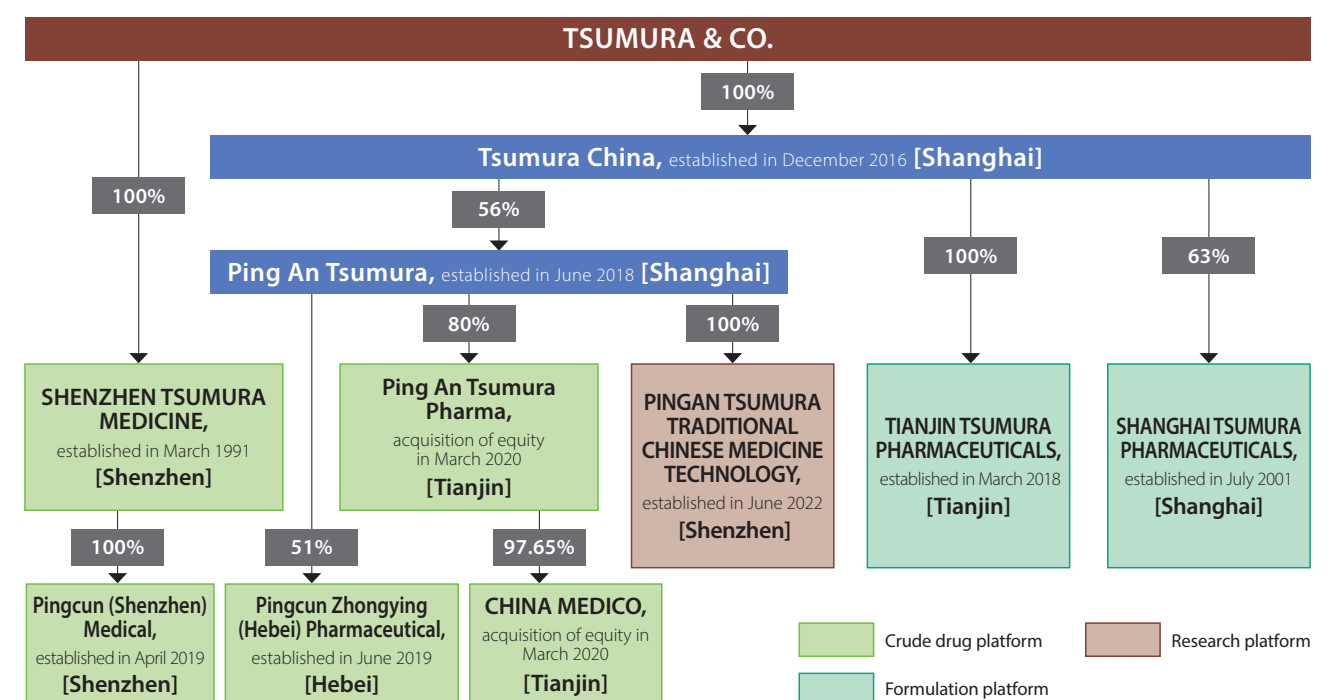 TSUMURA & CO.
100%
Tsumura China, established in December 2016 [Shanghai]
100%
56%
100%
63%
Ping An Tsumura, established in June 2018 [Shanghai]
80%
100%
SHENZHEN TSUMURA
MEDICINE,
established in March 1991
[Shenzhen]
Ping An Tsumura
Pharma,
acquisition of equity
in March 2020
[Tianjin]
PINGAN TSUMURA
TRADITIONAL
CHINESE MEDICINE
TECHNOLOGY,
established in June 2022
[Shenzhen]
TIANJIN TSUMURA
PHARMACEUTICALS,
established in March 2018
[Tianjin]
SHANGHAI TSUMURA
PHARMACEUTICALS,
established in July 2001
[Shanghai]
100%
51%
97.65%
Pingcun (Shenzhen)
Medical,
established in April 2019
[Shenzhen]
Pingcun Zhongying
(Hebei) Pharmaceutical,
established in June 2019
[Hebei]
CHINA MEDICO,
acquisition of equity in
March 2020
[Tianjin]
Crude drug platform
Research platform
Formulation platform